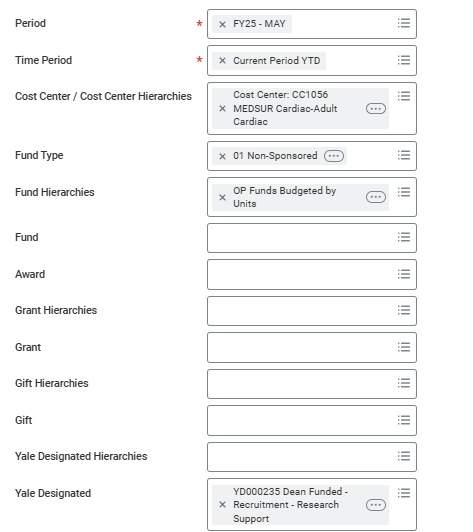 Period * × FY25 - MAY
Time Period * × Current Period YTD
Cost Center / Cost Center Hierarchies × Cost Center: CC1056
MEDSUR Cardiac-Adult
Cardiac
Fund Type × 01 Non-Sponsored
Fund Hierarchies × OP Funds Budgeted by
Units
Fund
Award
Grant Hierarchies
Grant
Gift Hierarchies
Gift
Yale Designated Hierarchies
Yale Designated × YD000235 Dean Funded -
Recruitment - Research
Support